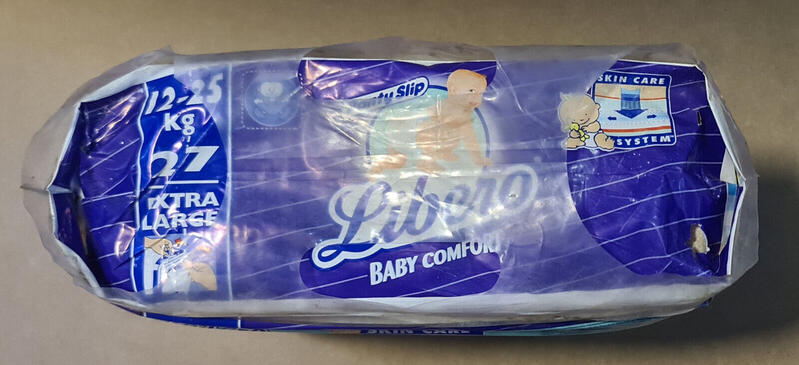 12-25
Kg
27
EXTRA
LARGE
Slip
Libero
BABY COMFORT
SKIN CARE
SYSTEM
SKIN CARE